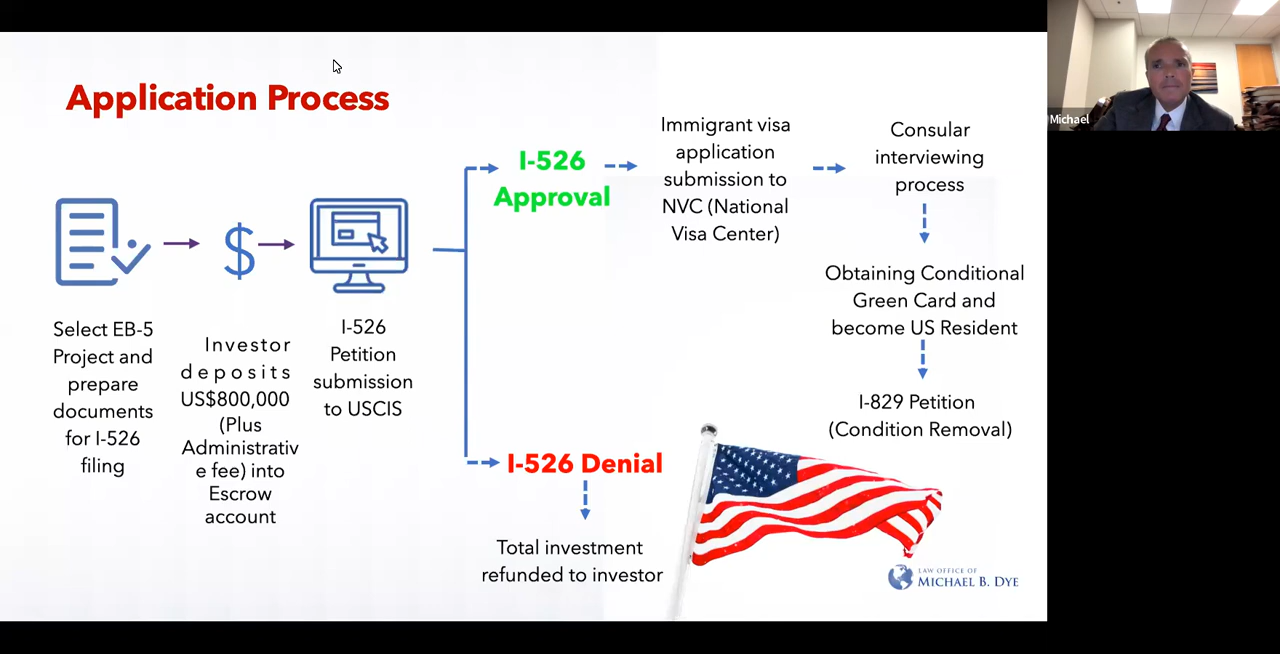 Application Process
Select EB-5
Project and
prepare
documents
for I-526
filing
Investor
deposits
US$800,000
(Plus
Administrativ
e fee) into
Escrow
account
I-526
Petition
submission
to USCIS
I-526
Approval
Immigrant visa
application
submission to
NVC (National
Visa Center)
Consular
interviewing
process
Obtaining Conditional
Green Card and
become US Resident
I-829 Petition
(Condition Removal)
I-526 Denial
Total investment
refunded to investor
LAW OFFICE OF
MICHAEL B. DYE
Michael